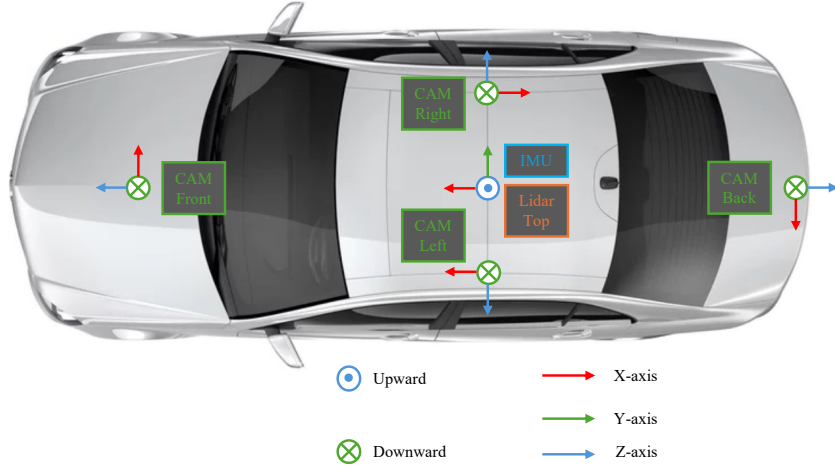 CAM
Right
IMU
CAM
Front
Lidar
Top
CAM
Back
CAM
Left
Upward
X-axis
Y-axis
Downward
Z-axis